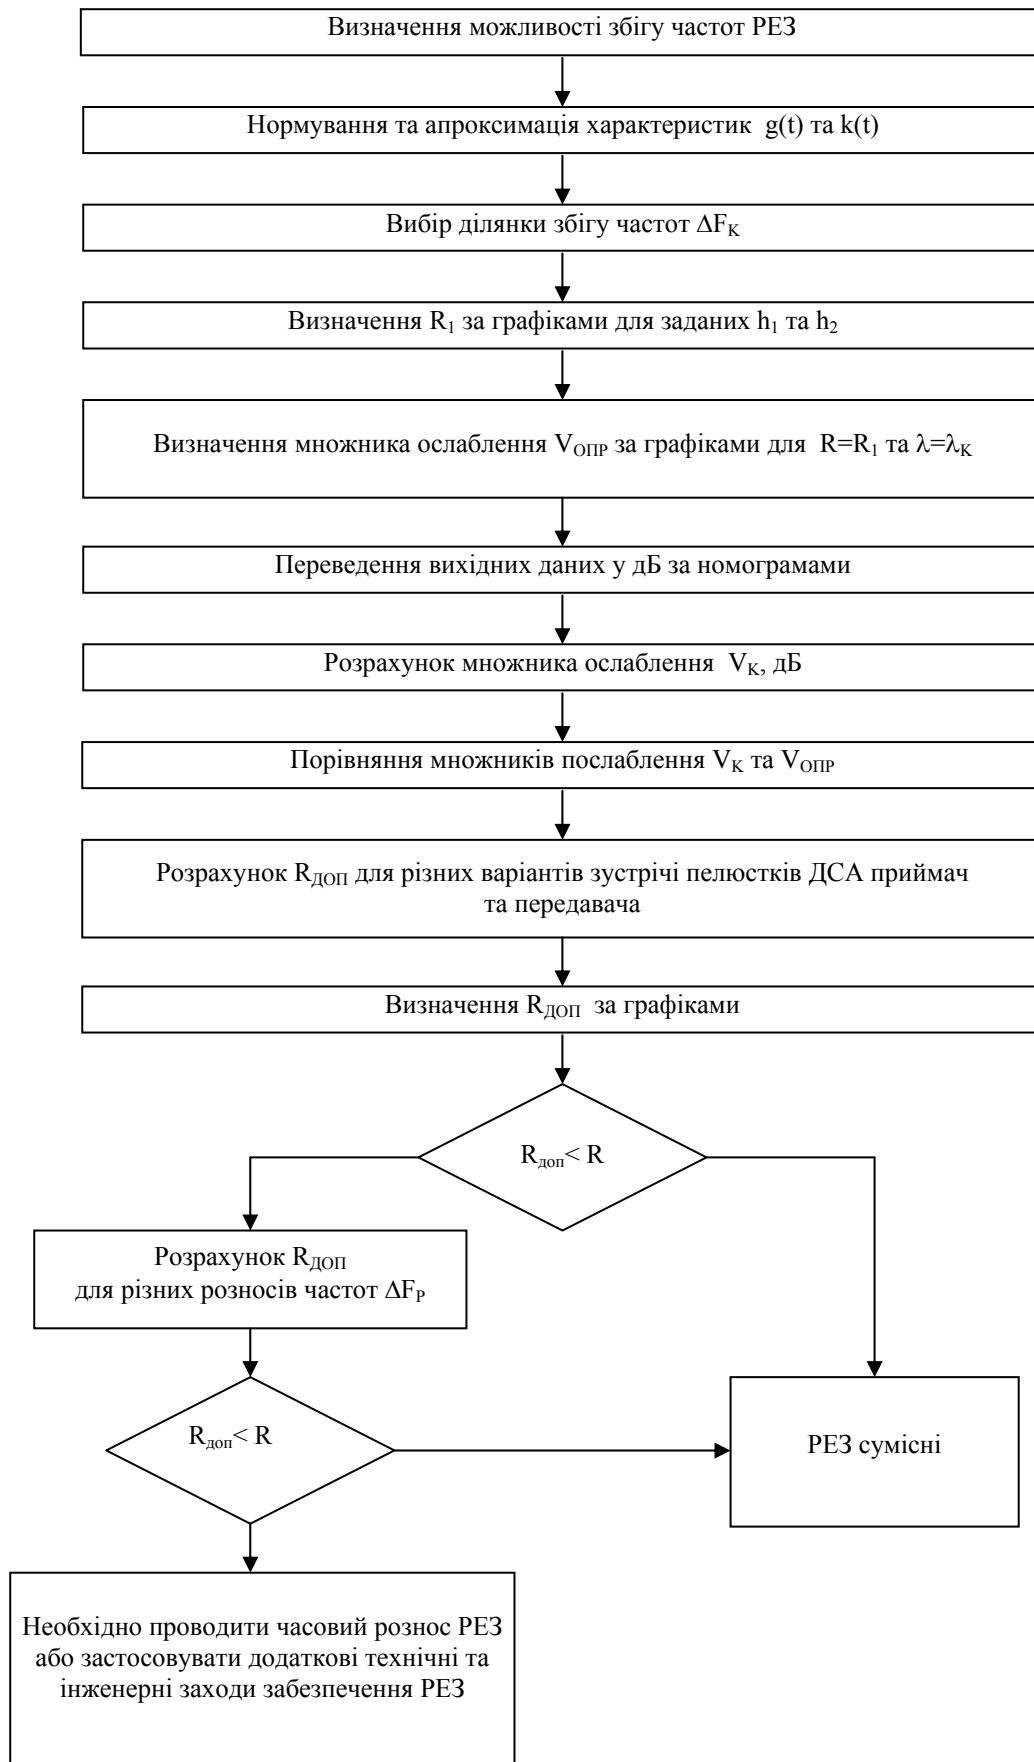 Визначення можливості збігу частот РЕЗ
Нормування та апроксимація характеристик g(t) та k(t)
Вибір ділянки збігу частот ΔF_K
Визначення R₁ за графіками для заданих h₁ та h₂
Визначення множника ослаблення V_ОПР за графіками для R=R₁ та λ=λ_K
Переведення вихідних даних у дБ за номограмами
Розрахунок множника ослаблення V_K, дБ
Порівняння множників послаблення V_K та V_ОПР
Розрахунок R_ДОП для різних варіантів зустрічі пелюстків ДСА приймач
та передавача
Визначення R_ДОП за графіками
R_доп< R
Розрахунок R_ДОП
для різних розносів частот ΔF_P
R_доп< R
РЕЗ сумісні
Необхідно проводити часовий рознос РЕЗ
або застосовувати додаткові технічні та
інженерні заходи забезпечення РЕЗ